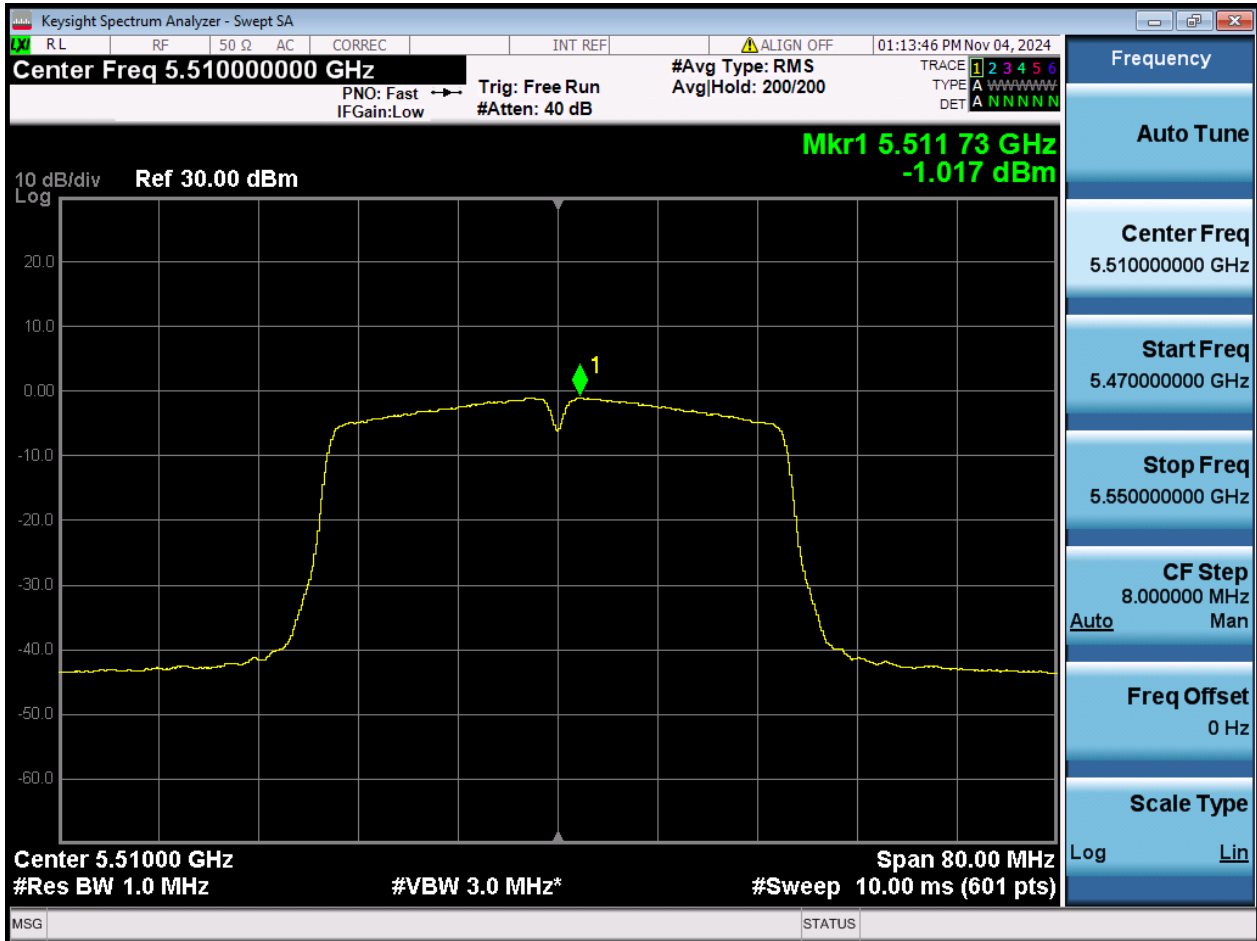 Keysight Spectrum Analyzer - Swept SA
LXI RL RF 50 Ω AC CORREC INT REF ALIGN OFF 01:13:46 PM Nov 04, 2024
Center Freq 5.510000000 GHz
PNO: Fast
IFGain:Low
Trig: Free Run
#Atten: 40 dB
#Avg Type: RMS
Avg|Hold: 200/200
TRACE 1 2 3 4 5 6
TYPE A WWWWW
DET A N N N N N
Mkr1 5.511 73 GHz
-1.017 dBm
10 dB/div Ref 30.00 dBm
Log
20.0
10.0
0.00
-10.0
-20.0
-30.0
-40.0
-50.0
-60.0
1
Center 5.51000 GHz Span 80.00 MHz
#Res BW 1.0 MHz #VBW 3.0 MHz* #Sweep 10.00 ms (601 pts)
MSG STATUS
Frequency
Auto Tune
Center Freq
5.510000000 GHz
Start Freq
5.470000000 GHz
Stop Freq
5.550000000 GHz
CF Step
8.000000 MHz
Auto Man
Freq Offset
0 Hz
Scale Type
Log Lin